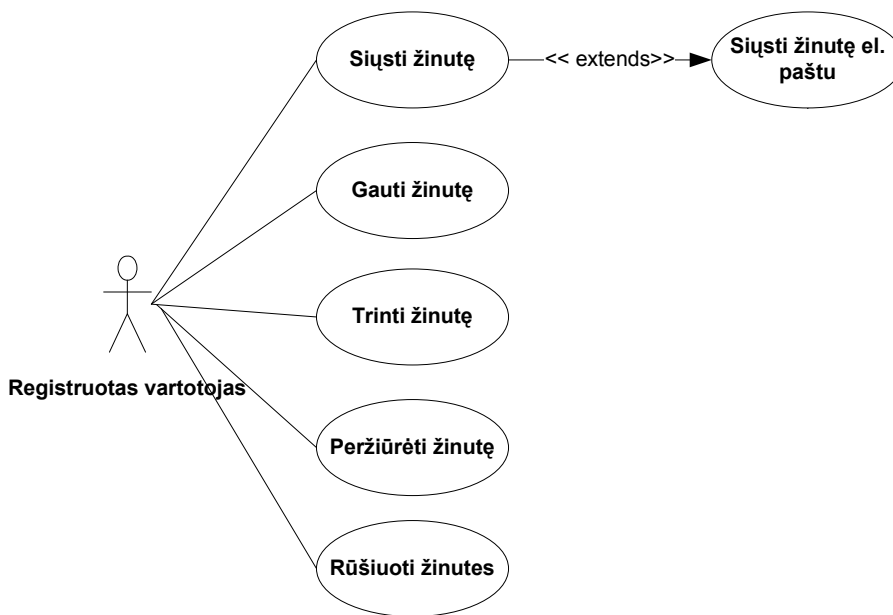 Siųsti žinutę
<< extends>>
Siųsti žinutę el.
paštu
Gauti žinutę
Trinti žinutę
Registruotas vartotojas
Peržiūrėti žinutę
Rūšiuoti žinutes